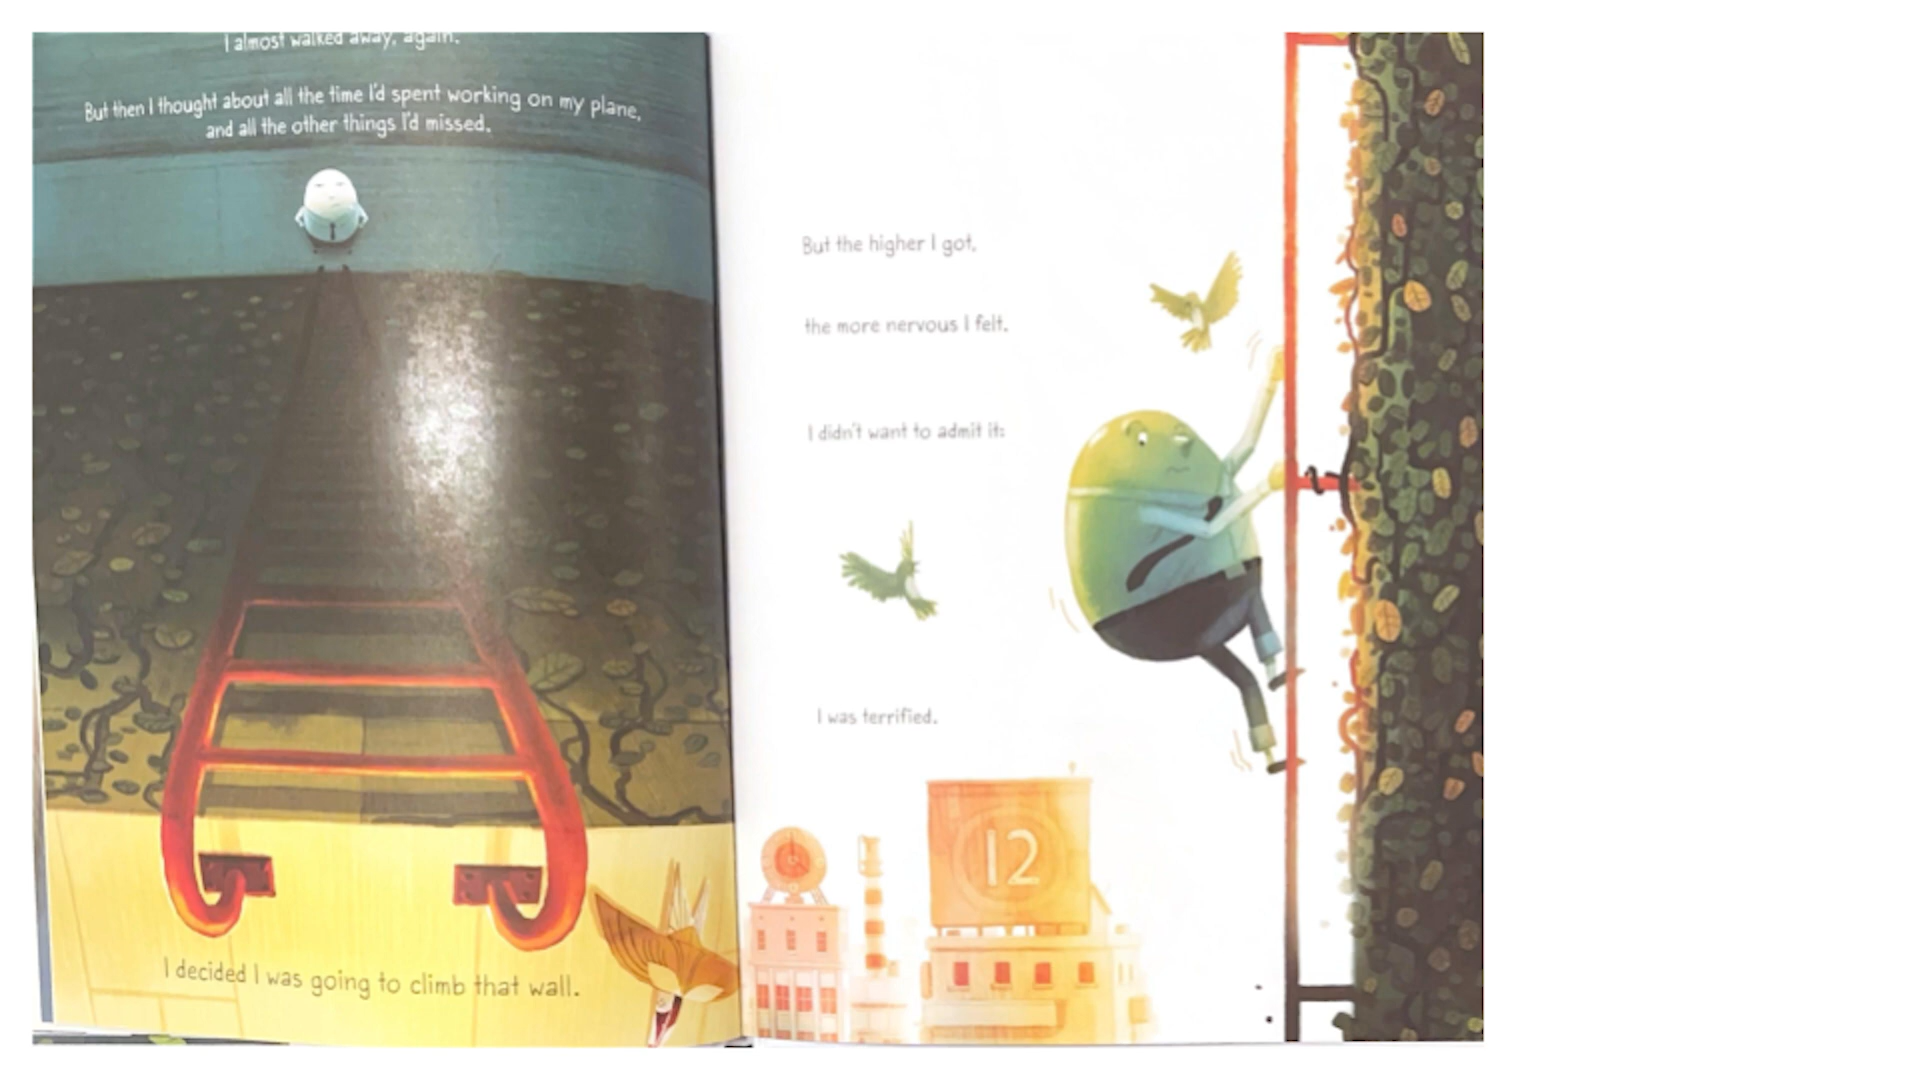 I almost walked away, again.
But then I thought about all the time I'd spent working on my plane,
and all the other things I'd missed.
I decided I was going to climb that wall.
But the higher I got,
the more nervous I felt.
I didn't want to admit it:
I was terrified.
12